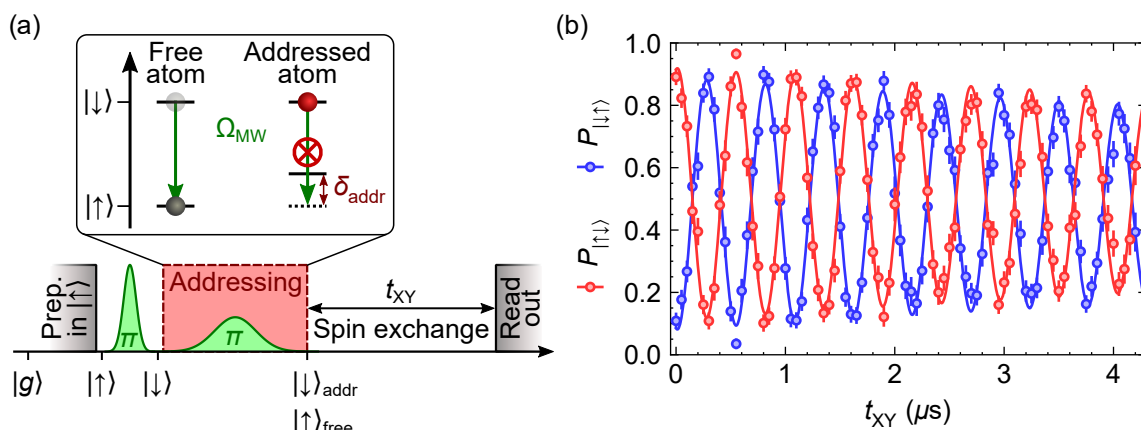 (a)
Free atom
Addressed atom
|↓⟩
Ω_MW
|↑⟩
δ_addr
Prep. in |↑⟩
π
Addressing
π
t_XY
Spin exchange
Read out
|g⟩ |↑⟩ |↓⟩ |↓⟩_addr
|↑⟩_free
(b)
P_|↓↑⟩
P_|↑↓⟩
1.0
0.8
0.6
0.4
0.2
0.0
0 1 2 3 4
t_XY (μs)